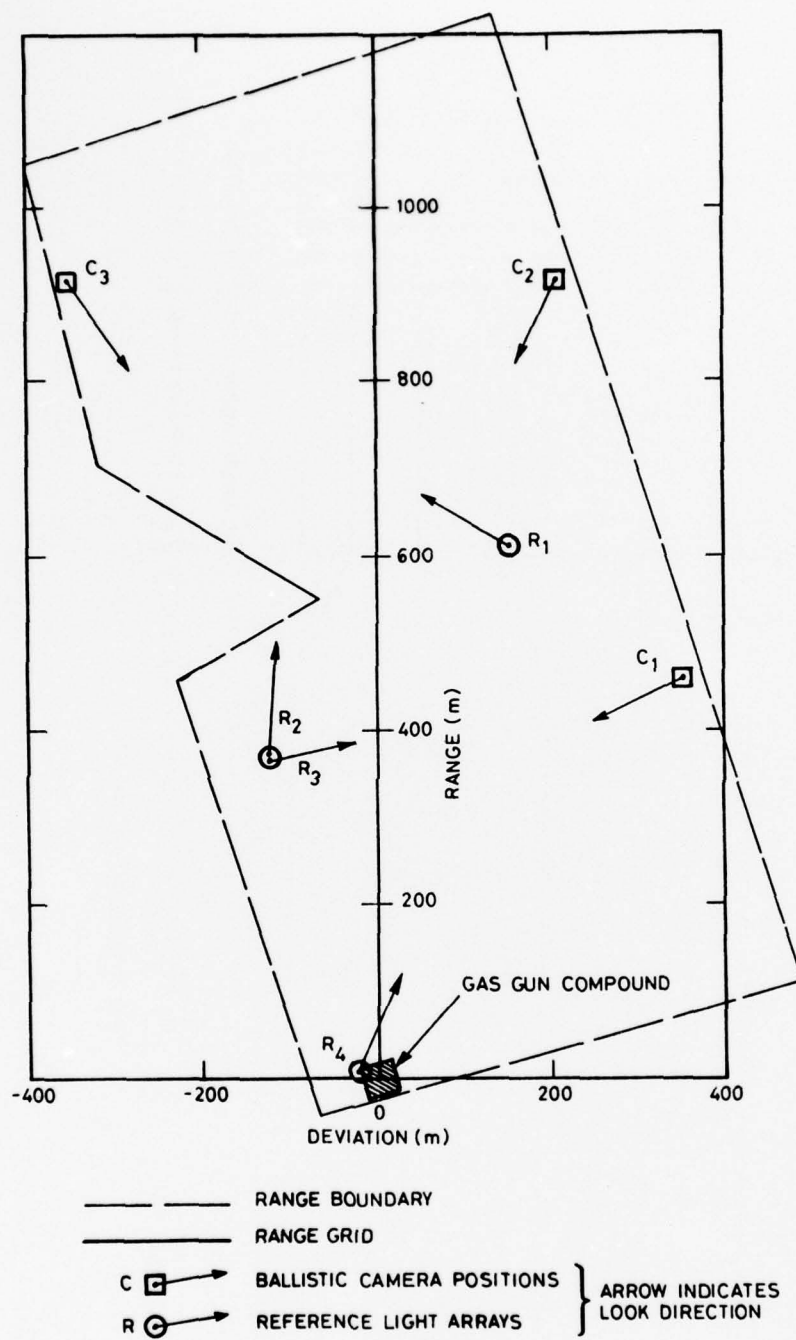 1000
C3
C2
800
600
R1
C1
R2
400
R3
RANGE (m)
200
GAS GUN COMPOUND
R4
-400
-200
0
200
400
DEVIATION (m)
RANGE BOUNDARY
RANGE GRID
C BALLISTIC CAMERA POSITIONS
R REFERENCE LIGHT ARRAYS
ARROW INDICATES
LOOK DIRECTION